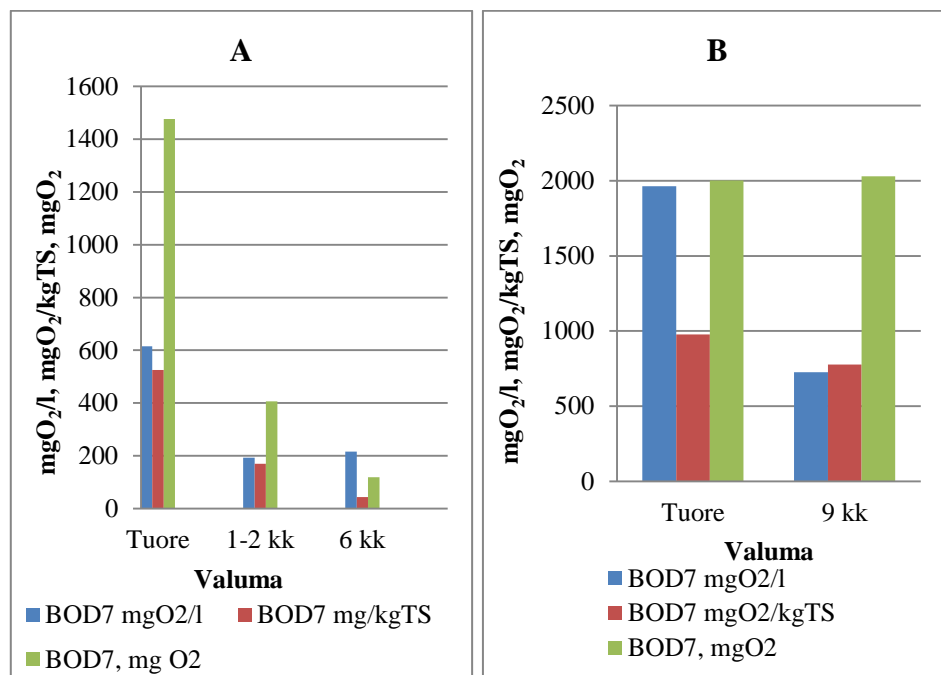 A
mgO₂/l, mgO₂/kgTS, mgO₂
1600
1400
1200
1000
800
600
400
200
0
Tuore 1-2 kk 6 kk
Valuma
BOD7 mgO2/l BOD7 mg/kgTS
BOD7, mg O2
B
mgO₂/l, mgO₂/kgTS, mgO₂
2500
2000
1500
1000
500
0
Tuore 9 kk
Valuma
BOD7 mgO2/l
BOD7 mgO2/kgTS
BOD7, mgO2